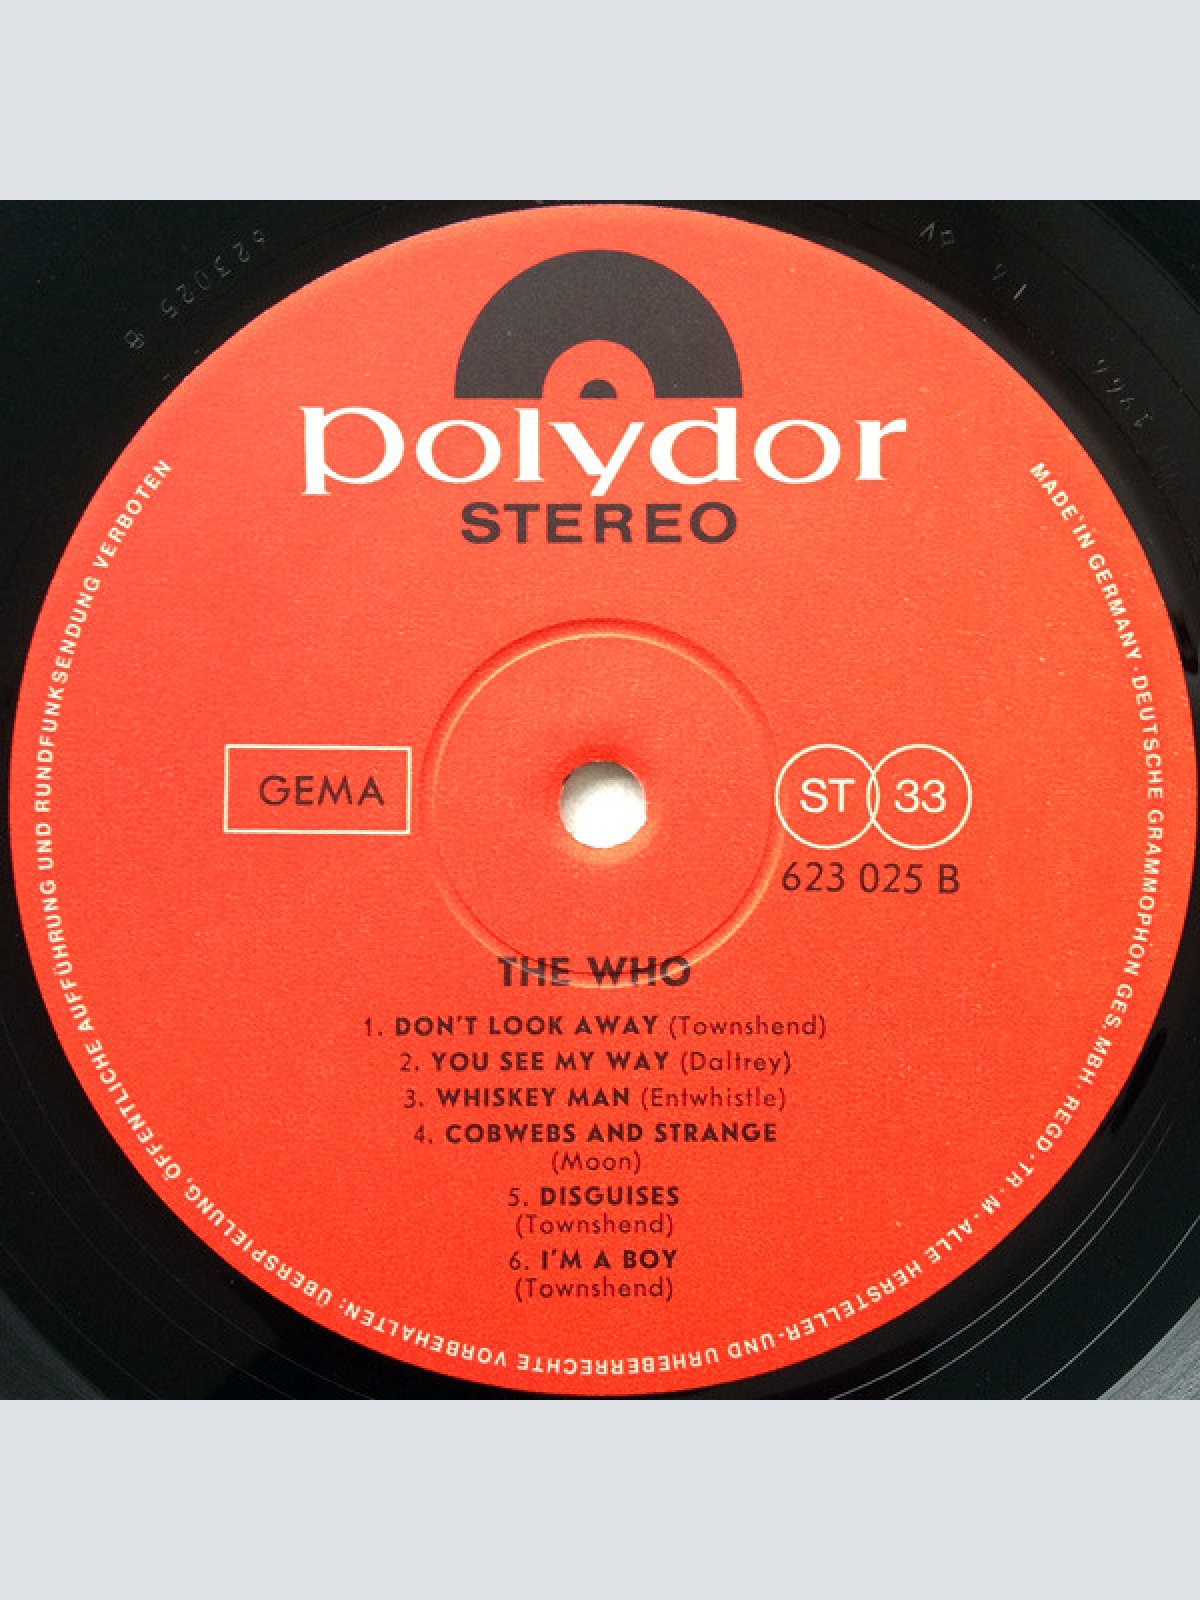 polydor
STEREO
GEMA
ST 33
623 025 B
THE WHO
1. DON'T LOOK AWAY (Townshend)
2. YOU SEE MY WAY (Daltrey)
3. WHISKEY MAN (Entwhistle)
4. COBWEBS AND STRANGE
(Moon)
5. DISGUISES
(Townshend)
6. I'M A BOY
(Townshend)
MADE IN GERMANY · DEUTSCHE GRAMMOPHON GES. MBH · REGD · TR · M · ALLE HERSTELLER- UND URHEBERRECHTE VORBEHALTEN: ÜBERSPIELUNG, ÖFFENTLICHE AUFFÜHRUNG UND RUNDFUNKSENDUNG VERBOTEN
623025 B